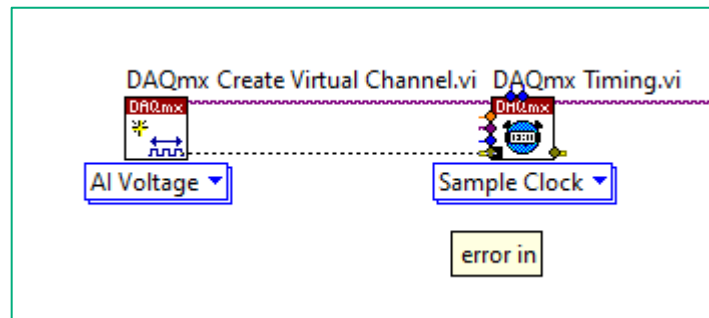 DAQmx Create Virtual Channel.vi DAQmx Timing.vi
DAQmx DAQmx
AI Voltage Sample Clock
error in